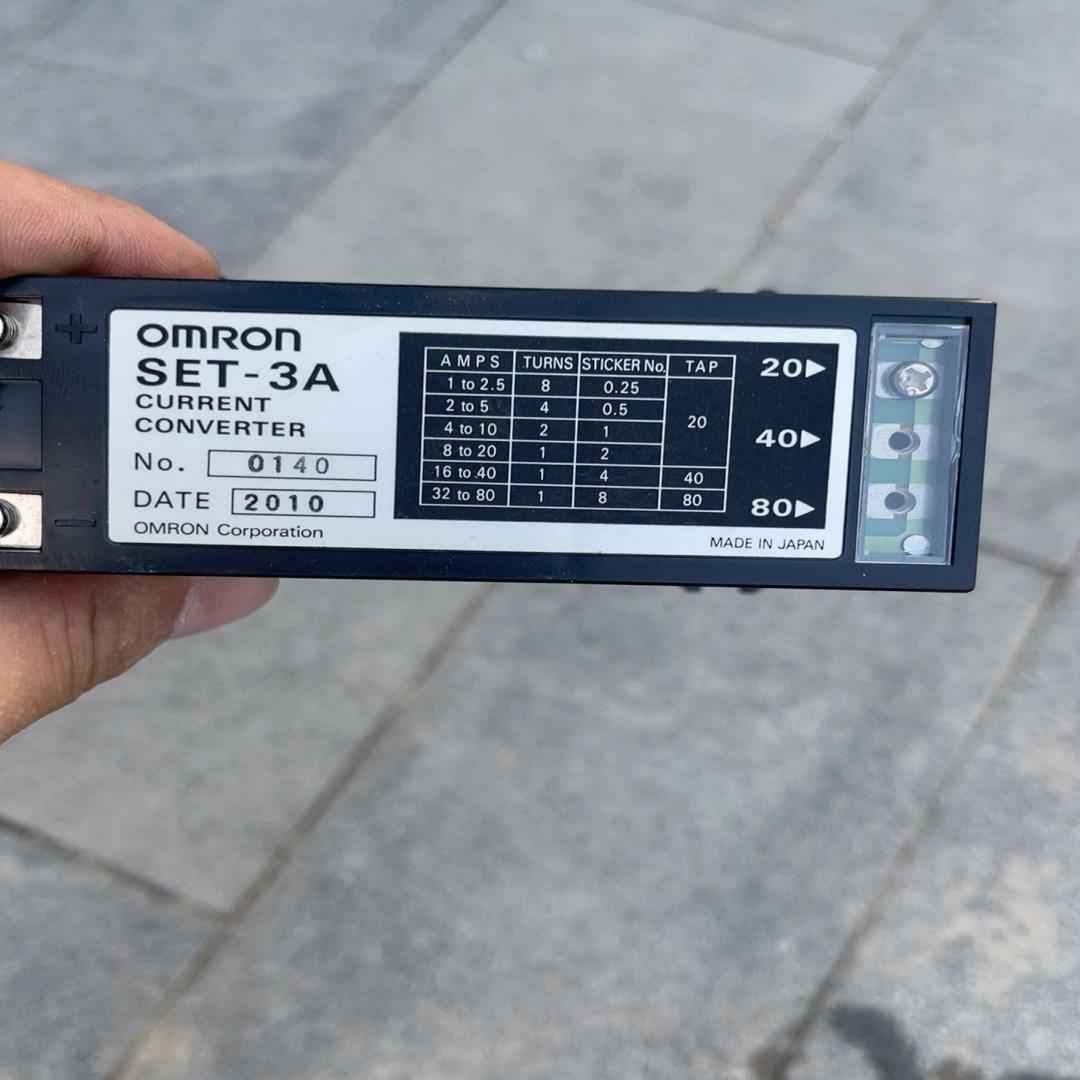 OMRON
SET-3A
CURRENT
CONVERTER
No. 0140
DATE 2010
OMRON Corporation
AMPS TURNS STICKER No. TAP
1 to 2.5 8 0.25
2 to 5 4 0.5
4 to 10 2 1 20
8 to 20 1 2
16 to 40 1 4 40
32 to 80 1 8 80
20▶
40▶
80▶
MADE IN JAPAN
+
−